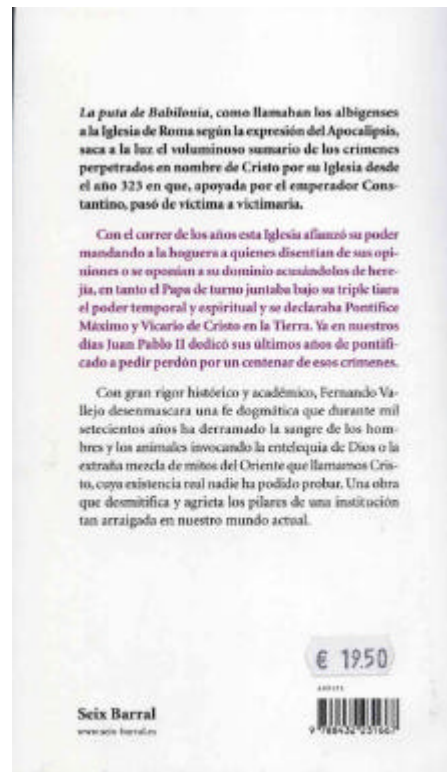 La puta de Babilonia, como llamaban los albigenses
a la Iglesia de Roma según la expresión del Apocalipsis,
saca a la luz el voluminoso sumario de los crímenes
perpetrados en nombre de Cristo por su Iglesia desde
el año 323 en que, apoyada por el emperador Cons-
tantino, pasó de víctima a victimaria.
Con el correr de los años esta Iglesia afianzó su poder
mandando a la hoguera a quienes disentían de sus opi-
niones o se oponían a su dominio acusándolos de here-
jía, en tanto el Papa de turno juntaba bajo su triple tiara
el poder temporal y espiritual y se declaraba Pontífice
Máximo y Vicario de Cristo en la Tierra. Ya en nuestros
días Juan Pablo II dedicó sus últimos años de pontifi-
cado a pedir perdón por un centenar de esos crímenes.
Con gran rigor histórico y académico, Fernando Va-
llejo desenmascara una fe dogmática que durante mil
setecientos años ha derramado la sangre de los hom-
bres y los animales invocando la entelequia de Dios o la
extraña mezcla de mitos del Oriente que llamamos Cris-
to, cuya existencia real nadie ha podido probar. Una obra
que desmitifica y agrieta los pilares de una institución
tan arraigada en nuestro mundo actual.
€ 19.50
Seix Barral
www.seix-barral.es
9 788432 231667